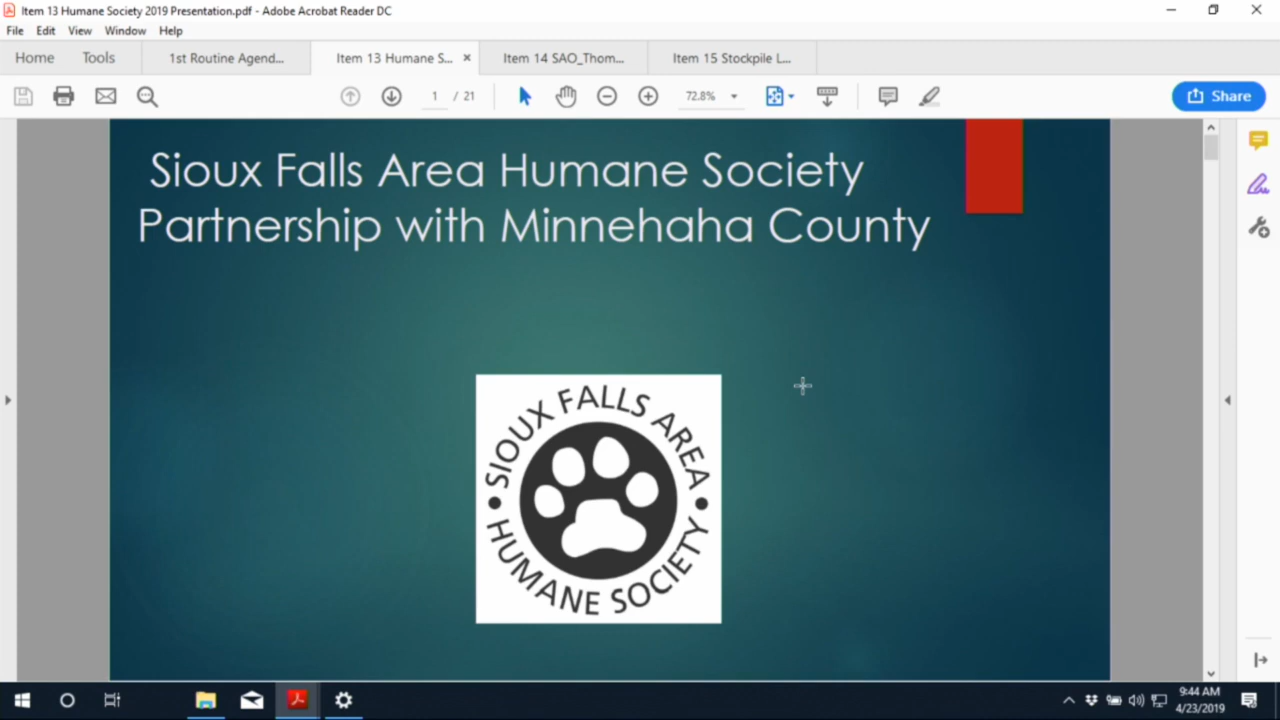 Item 13 Humane Society 2019 Presentation.pdf - Adobe Acrobat Reader DC
File Edit View Window Help
Home Tools 1st Routine Agend... Item 13 Humane S... Item 14 SAO_Thom... Item 15 Stockpile L...
1 / 21 72.8% Share
Sioux Falls Area Humane Society
Partnership with Minnehaha County
SIOUX FALLS AREA
HUMANE SOCIETY
9:44 AM
4/23/2019